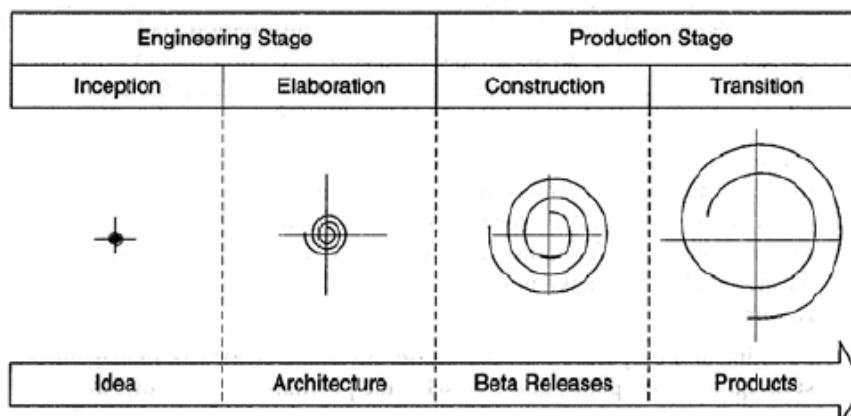 Engineering Stage Production Stage
Inception Elaboration Construction Transition
Idea Architecture Beta Releases Products